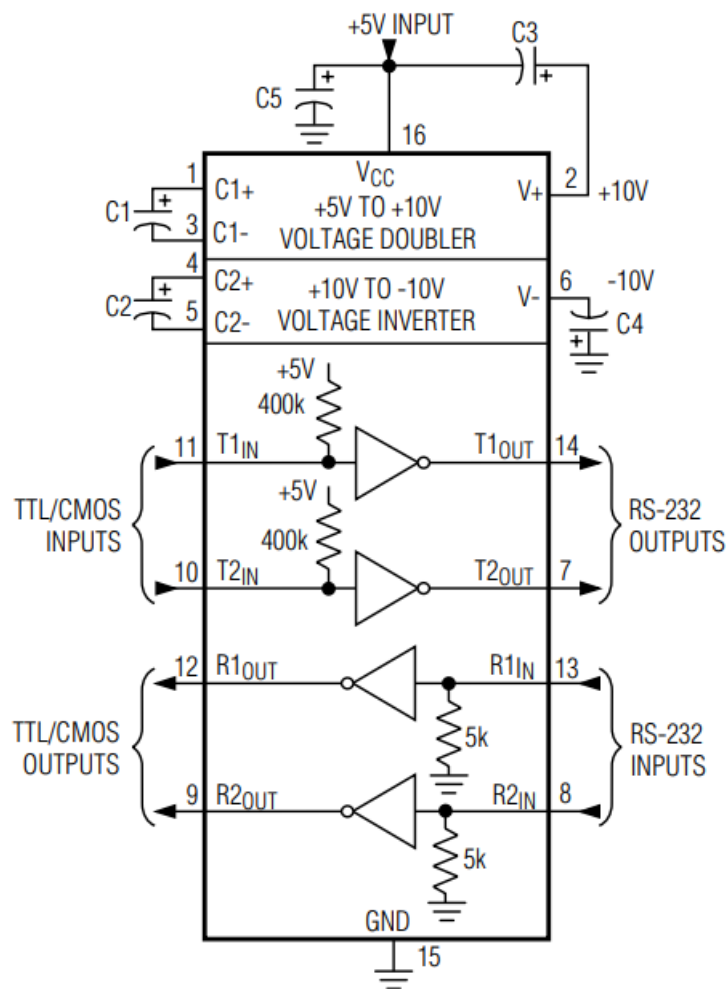 +5V INPUT
C3
+
+
C5
16
1
C1+
VCC
V+
2
+10V
+5V TO +10V
VOLTAGE DOUBLER
C1
+
3
C1-
4
C2+
+10V TO -10V
VOLTAGE INVERTER
V-
6
-10V
C2
+
5
C2-
C4
+
+5V
400k
11
T1IN
T1OUT
14
TTL/CMOS
INPUTS
+5V
400k
RS-232
OUTPUTS
10
T2IN
T2OUT
7
12
R1OUT
R1IN
13
TTL/CMOS
OUTPUTS
5k
RS-232
INPUTS
9
R2OUT
R2IN
8
5k
GND
15